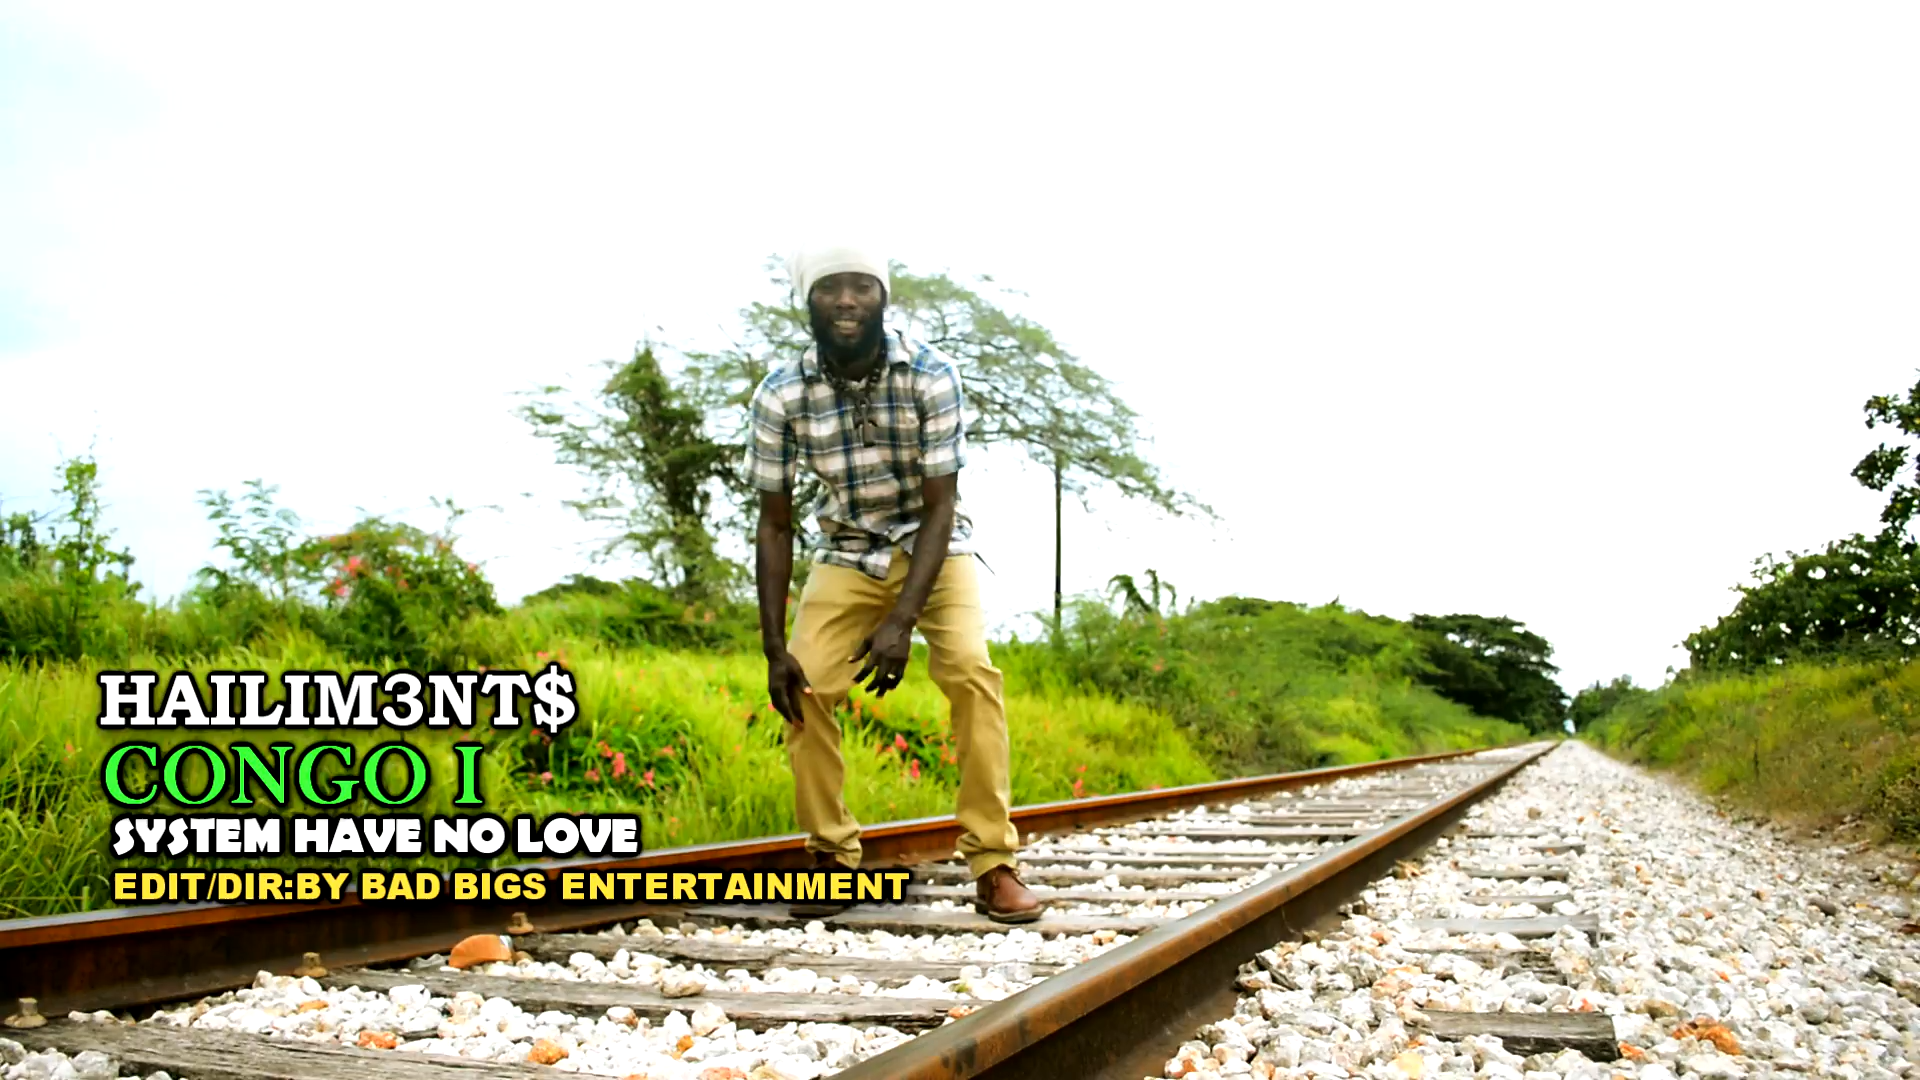 HAILIM3NT$
CONGO I
SYSTEM HAVE NO LOVE
EDIT/DIR:BY BAD BIGS ENTERTAINMENT